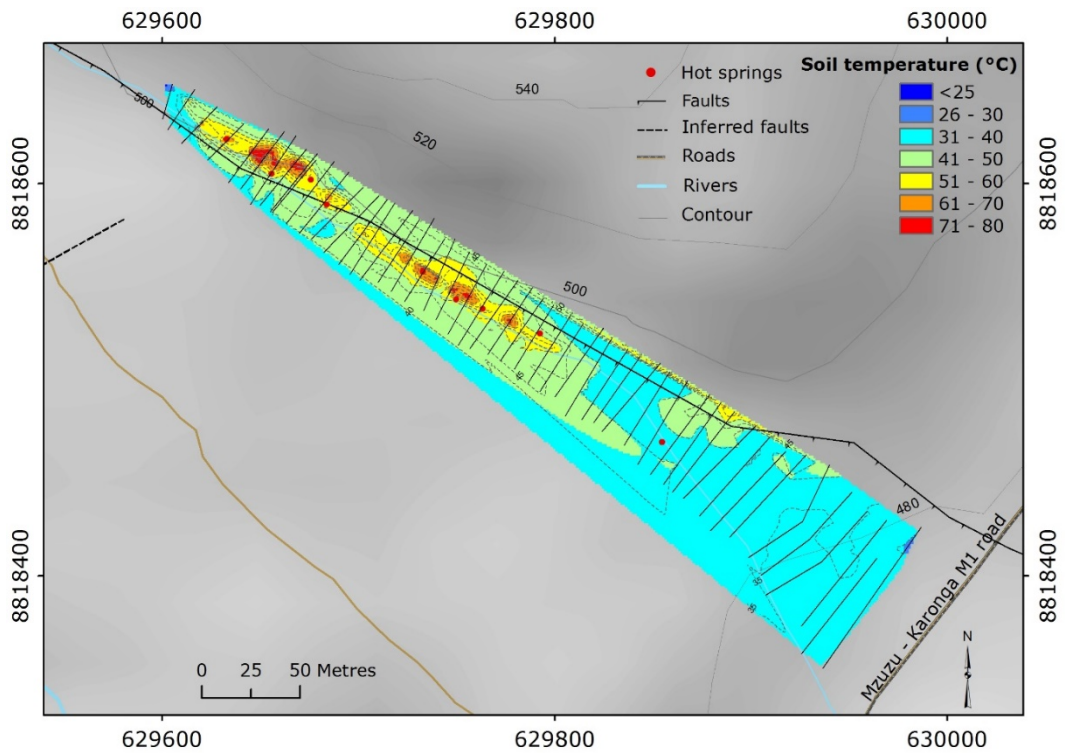 629600 629800 630000
8818600
8818400
8818600
8818400
Hot springs
Faults
Inferred faults
Roads
Rivers
Contour
Soil temperature (°C)
<25
26 - 30
31 - 40
41 - 50
51 - 60
61 - 70
71 - 80
540
520
500
500
480
Mzuzu - Karonga M1 road
0 25 50 Metres
N
629600 629800 630000